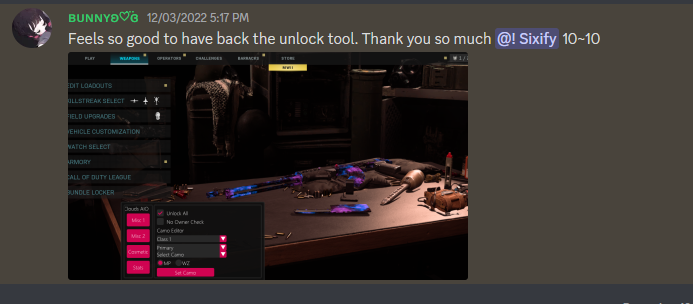 BUNNYʚ♡ɞ 12/03/2022 5:17 PM
Feels so good to have back the unlock tool. Thank you so much @! Sixify 10~10
PLAY WEAPONS OPERATORS CHALLENGES BARRACKS STORE
EDIT LOADOUTS
KILLSTREAK SELECT
FIELD UPGRADES
VEHICLE CUSTOMIZATION
WATCH SELECT
ARMORY
CALL OF DUTY LEAGUE
BUNDLE LOCKER
Clouch AIO
Misc 1
Misc 2
Cosmetic
Stats
Unlock All
No Owner Check
Camo Editor
Class 1
Primary
Select Camo
MP WZ
Set Camo